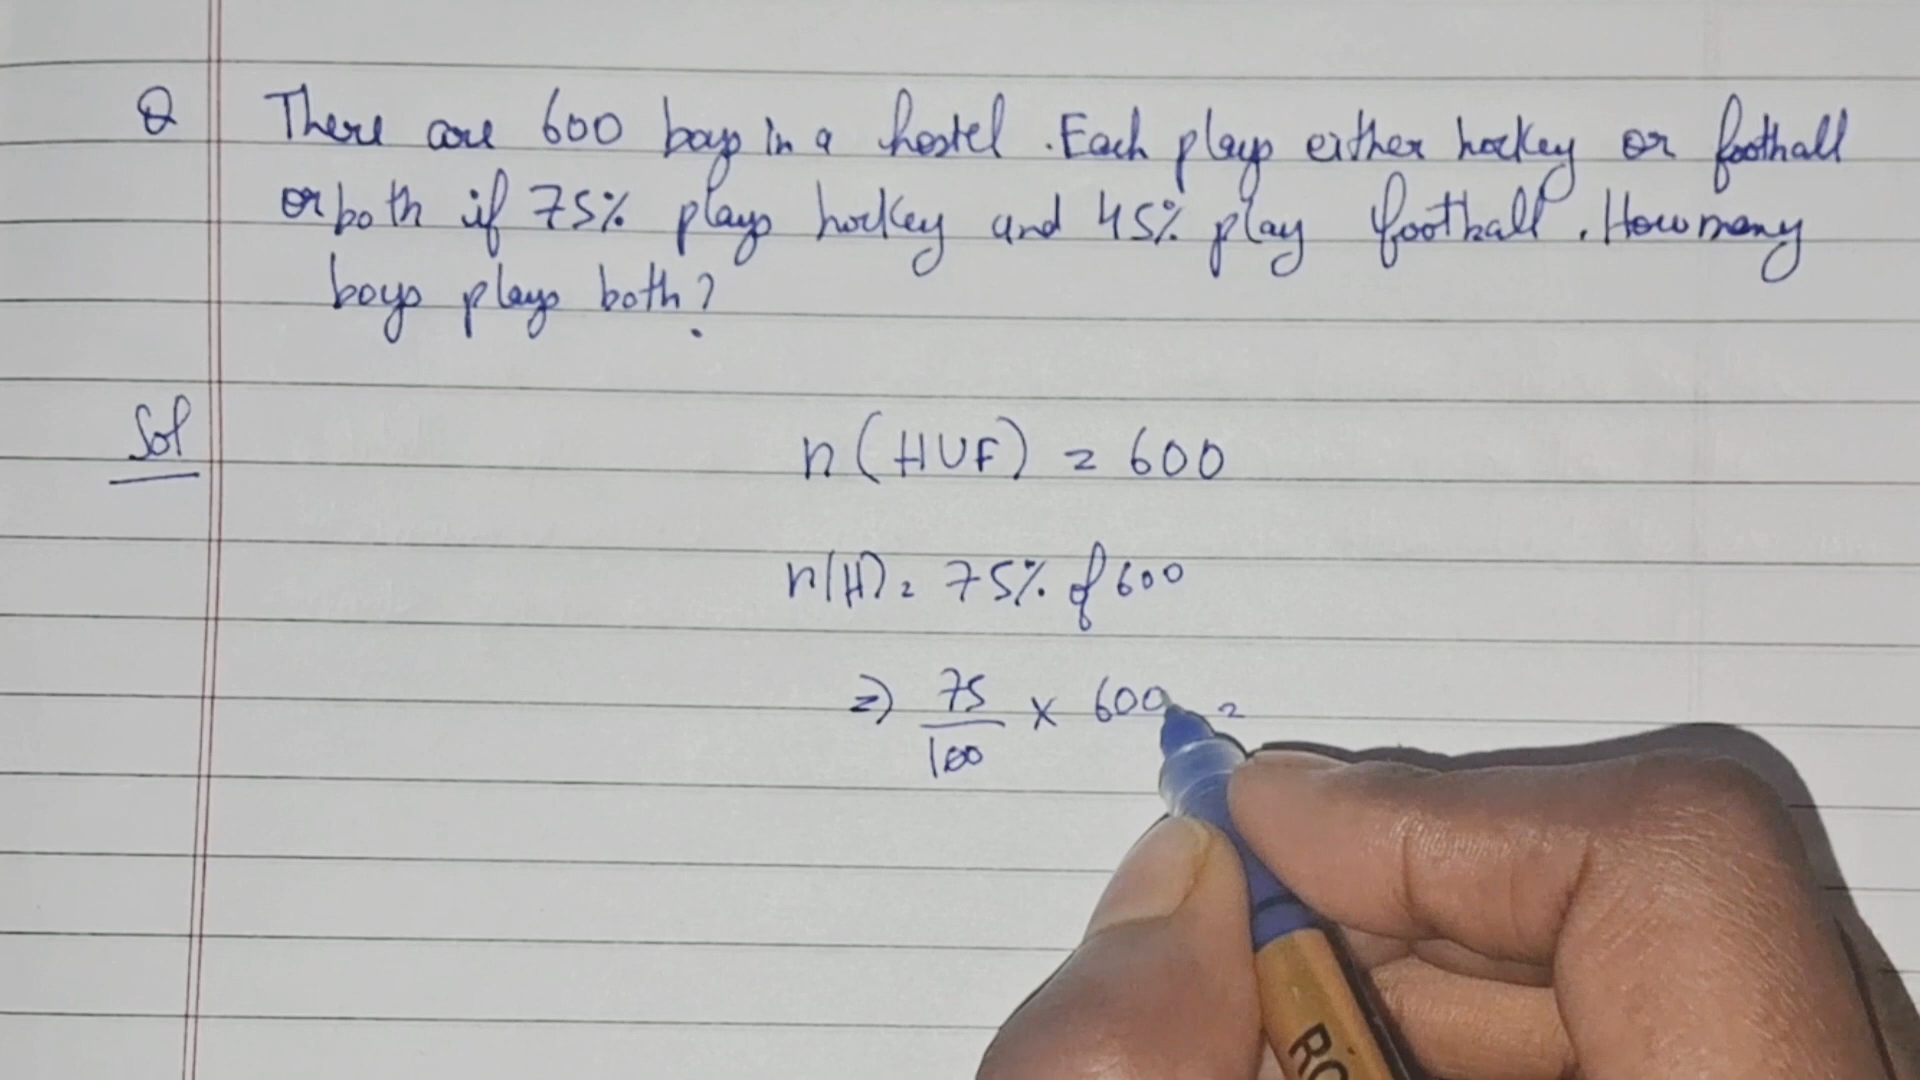 Q There are 600 boys in a hostel. Each plays either hockey or football
or both if 75% plays hockey and 45% play football. How many
boys plays both?
Sol n(HUF) = 600
n(H) = 75% of 600
=> 75/100 x 600 =
RO